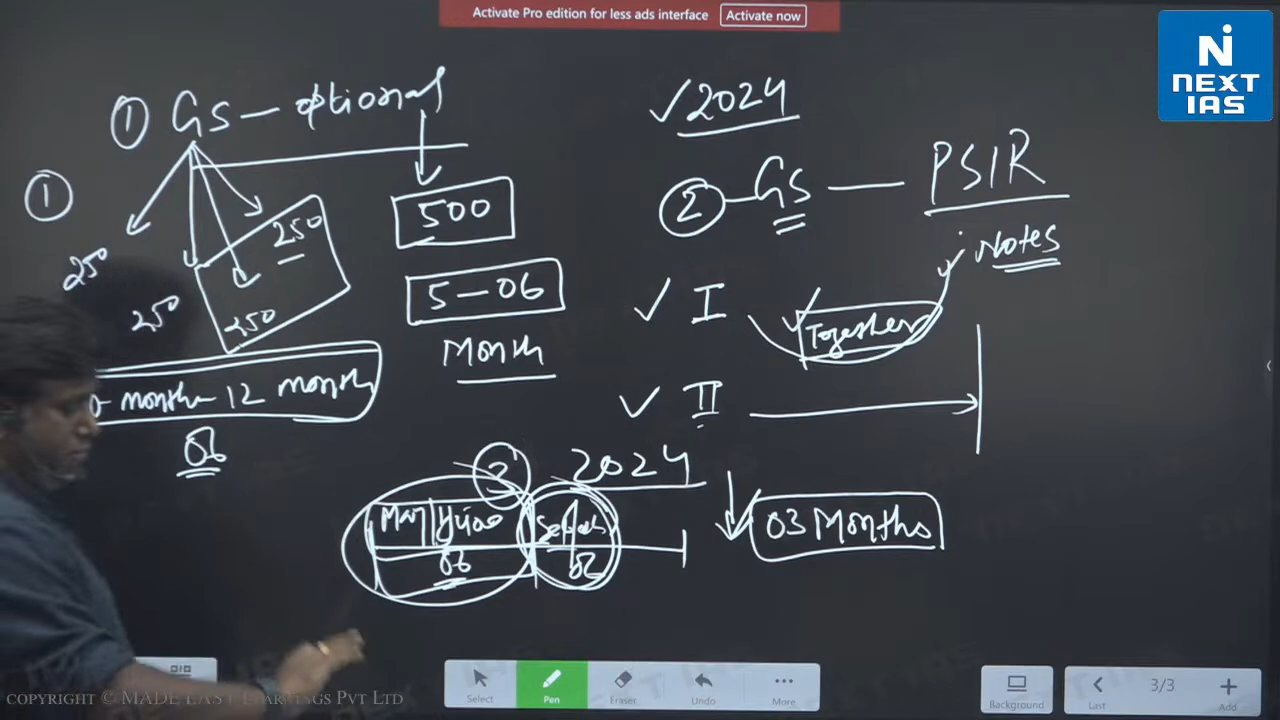 Activate Pro edition for less ads interface Activate now
NEXT
IAS
① GS - optional
①
250
250
250
250
500
5 - 06
Month
month - 12 month
06
✓ 2024
② - GS - PSIR
Notes
✓ I
Together
✓ II
2024
03 Months
06
02
Select
Pen
Eraser
Undo
More
Background
Last
3/3
Add
COPYRIGHT © MADE EASY LEARNINGS PVT LTD